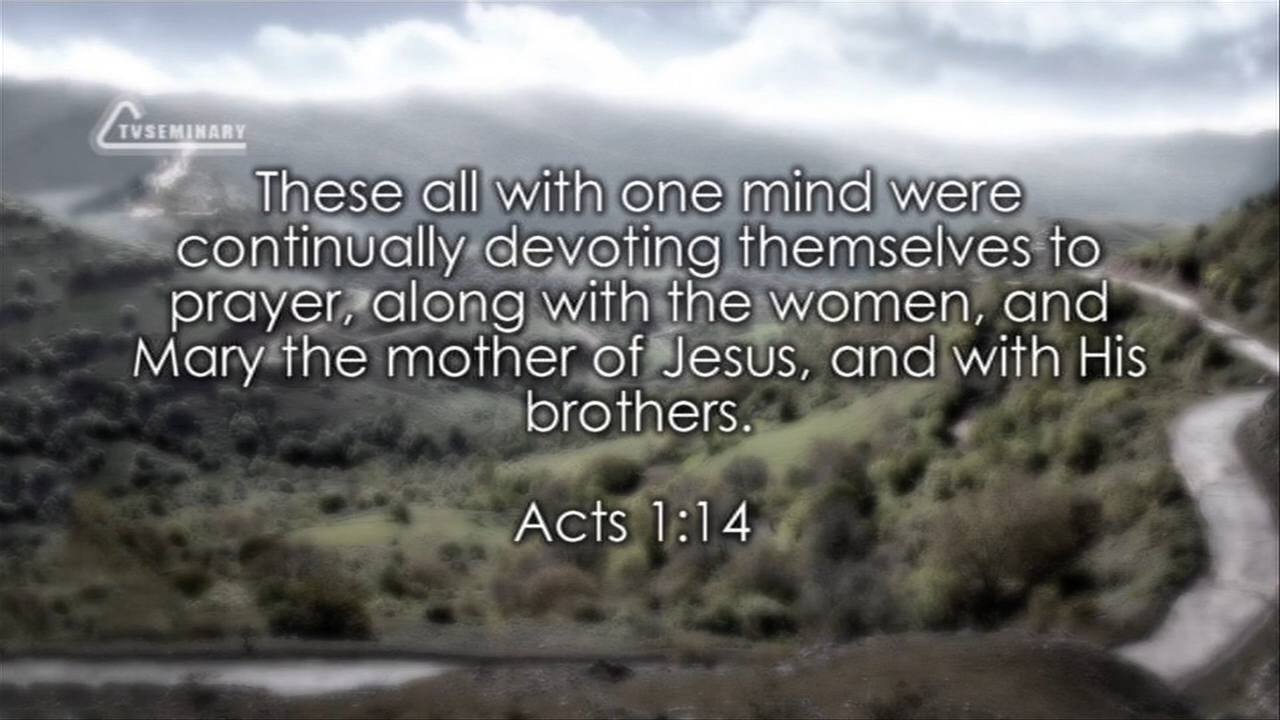 TVSEMINARY
These all with one mind were
continually devoting themselves to
prayer, along with the women, and
Mary the mother of Jesus, and with His
brothers.
Acts 1:14